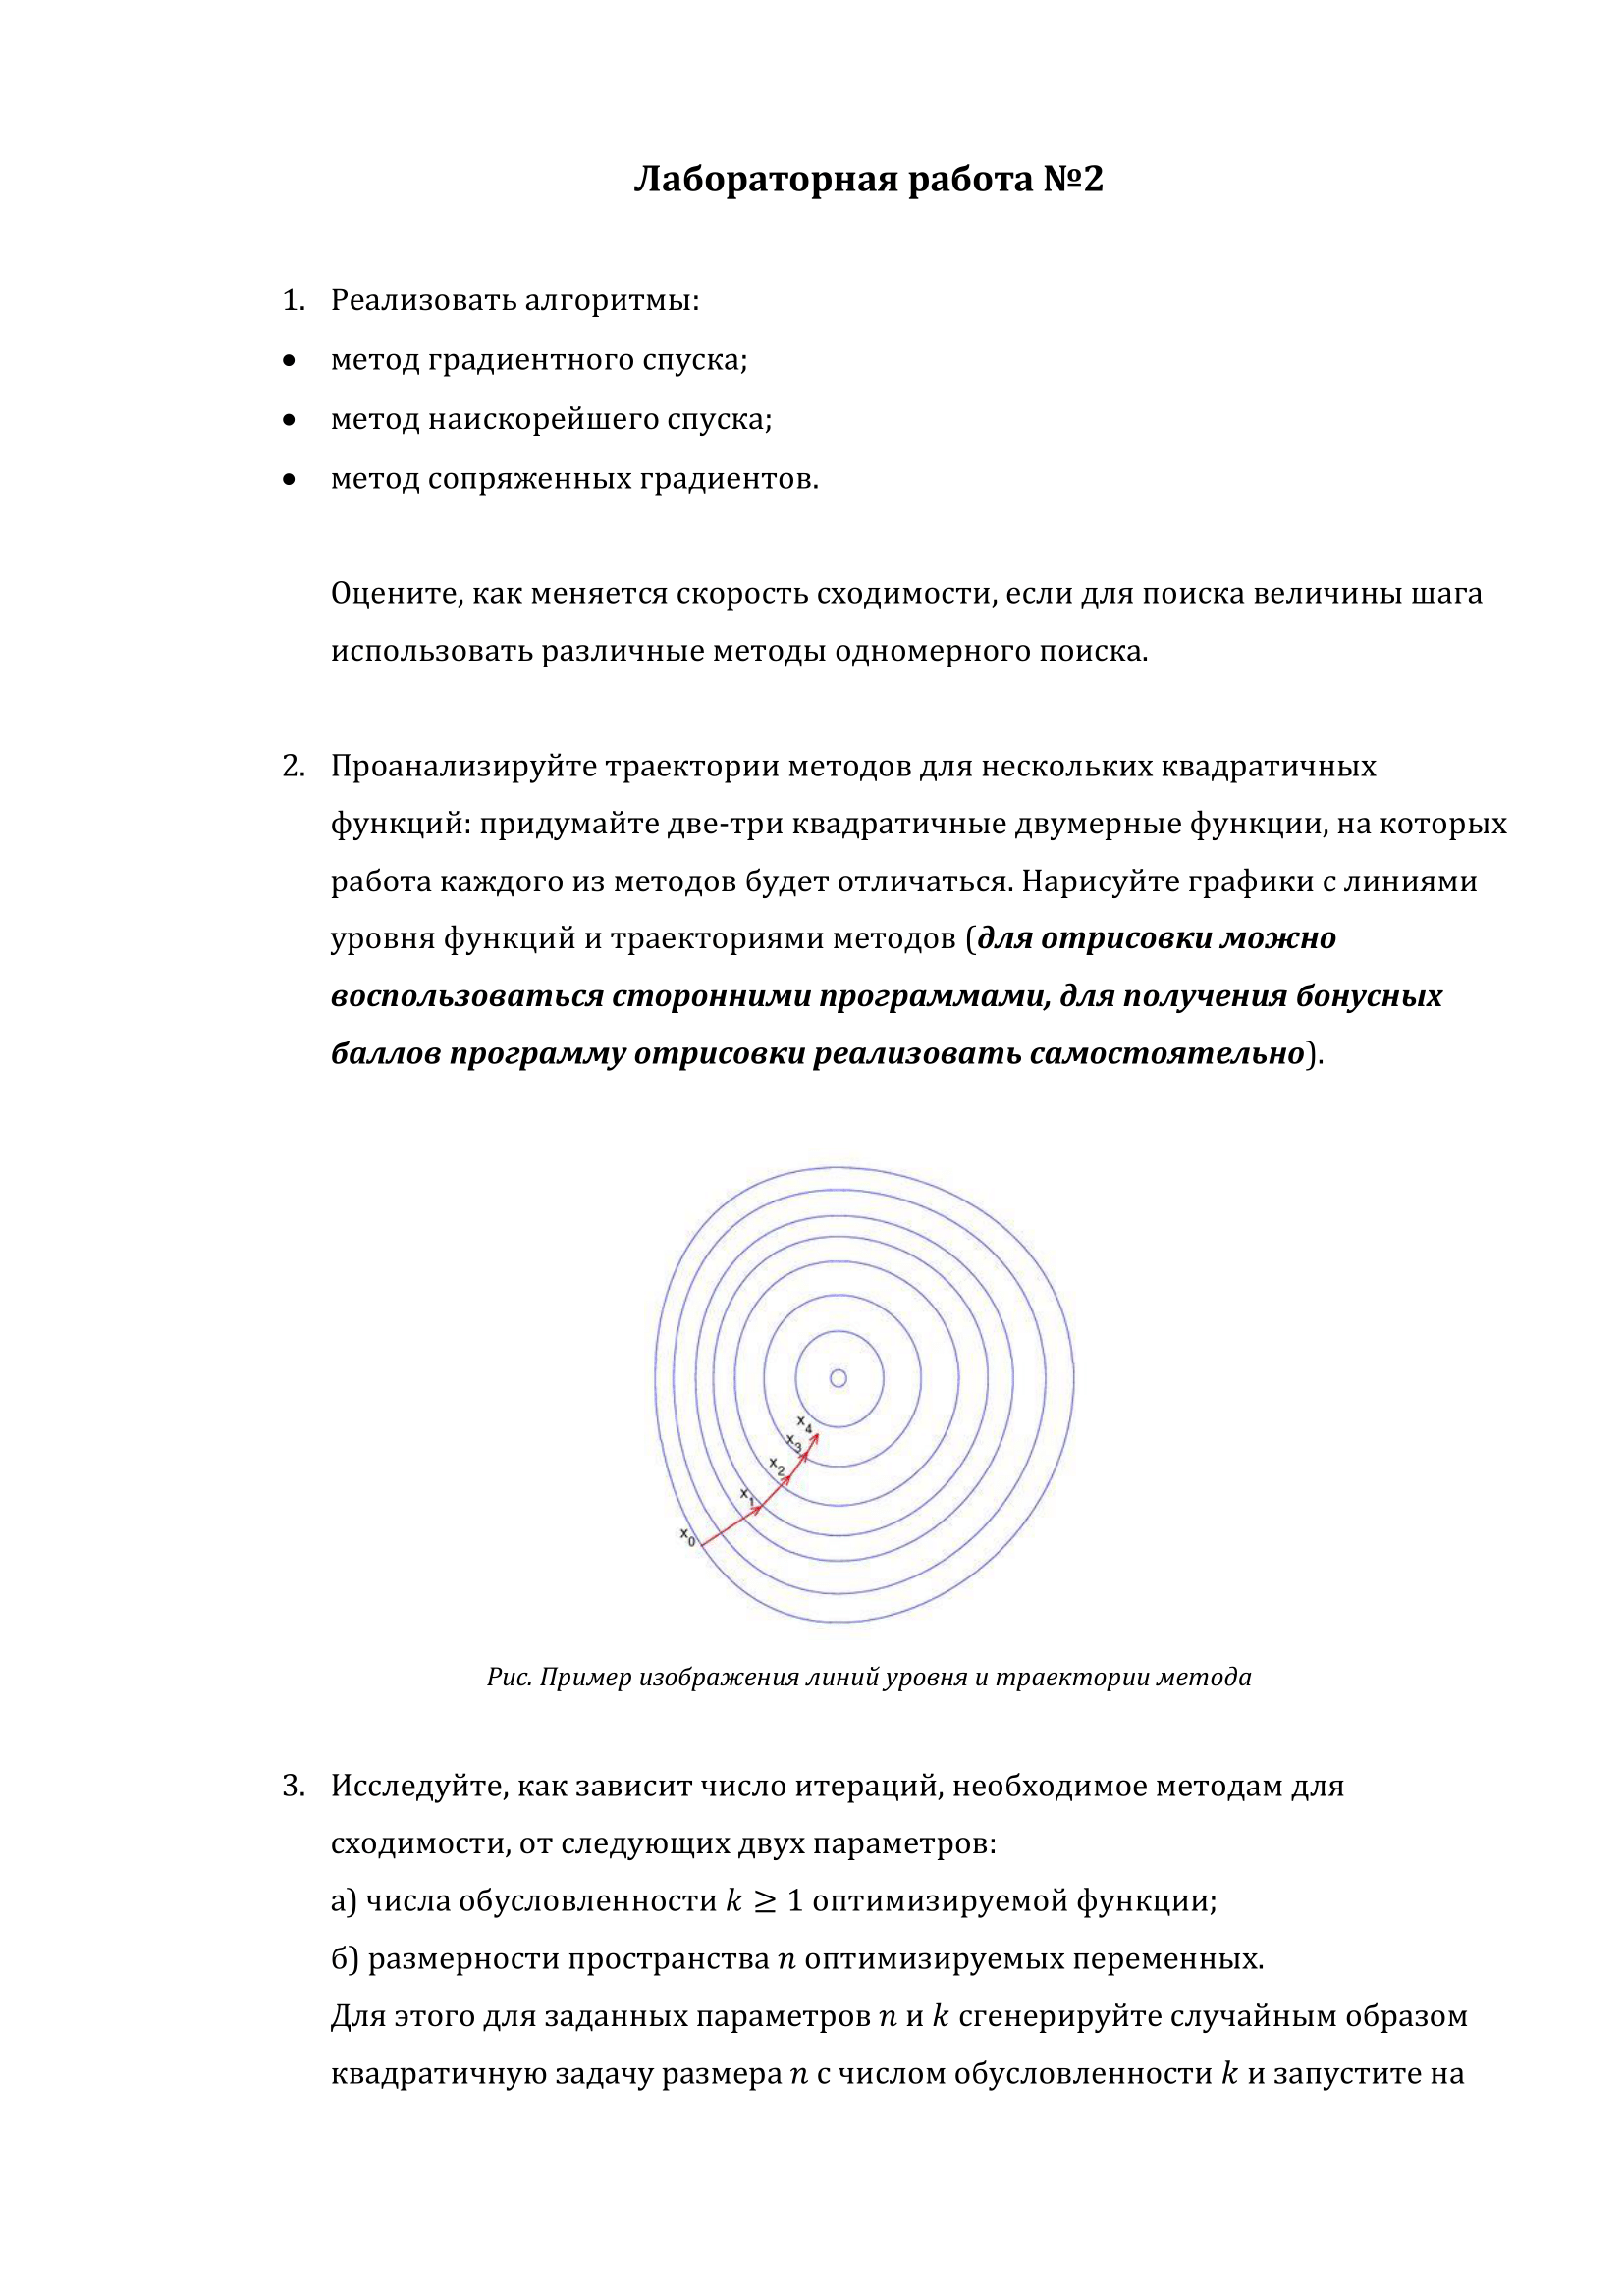 Лабораторная работа №2
1. Реализовать алгоритмы:
• метод градиентного спуска;
• метод наискорейшего спуска;
• метод сопряженных градиентов.
Оцените, как меняется скорость сходимости, если для поиска величины шага
использовать различные методы одномерного поиска.
2. Проанализируйте траектории методов для нескольких квадратичных
функций: придумайте две-три квадратичные двумерные функции, на которых
работа каждого из методов будет отличаться. Нарисуйте графики с линиями
уровня функций и траекториями методов (для отрисовки можно
воспользоваться сторонними программами, для получения бонусных
баллов программу отрисовки реализовать самостоятельно).
x4
x3
x2
x1
x0
Рис. Пример изображения линий уровня и траектории метода
3. Исследуйте, как зависит число итераций, необходимое методам для
сходимости, от следующих двух параметров:
а) числа обусловленности k ≥ 1 оптимизируемой функции;
б) размерности пространства n оптимизируемых переменных.
Для этого для заданных параметров n и k сгенерируйте случайным образом
квадратичную задачу размера n с числом обусловленности k и запустите на